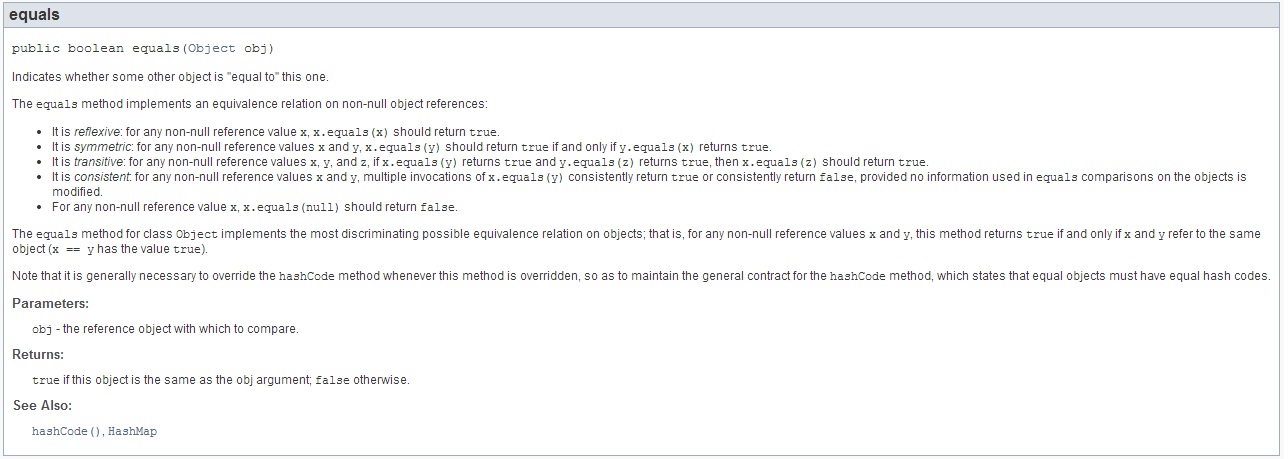 equals
public boolean equals(Object obj)
Indicates whether some other object is "equal to" this one.
The equals method implements an equivalence relation on non-null object references:
• It is reflexive: for any non-null reference value x, x.equals(x) should return true.
• It is symmetric: for any non-null reference values x and y, x.equals(y) should return true if and only if y.equals(x) returns true.
• It is transitive: for any non-null reference values x, y, and z, if x.equals(y) returns true and y.equals(z) returns true, then x.equals(z) should return true.
• It is consistent: for any non-null reference values x and y, multiple invocations of x.equals(y) consistently return true or consistently return false, provided no information used in equals comparisons on the objects is
modified.
• For any non-null reference value x, x.equals(null) should return false.
The equals method for class Object implements the most discriminating possible equivalence relation on objects; that is, for any non-null reference values x and y, this method returns true if and only if x and y refer to the same
object (x == y has the value true).
Note that it is generally necessary to override the hashCode method whenever this method is overridden, so as to maintain the general contract for the hashCode method, which states that equal objects must have equal hash codes.
Parameters:
obj - the reference object with which to compare.
Returns:
true if this object is the same as the obj argument; false otherwise.
See Also:
hashCode(), HashMap